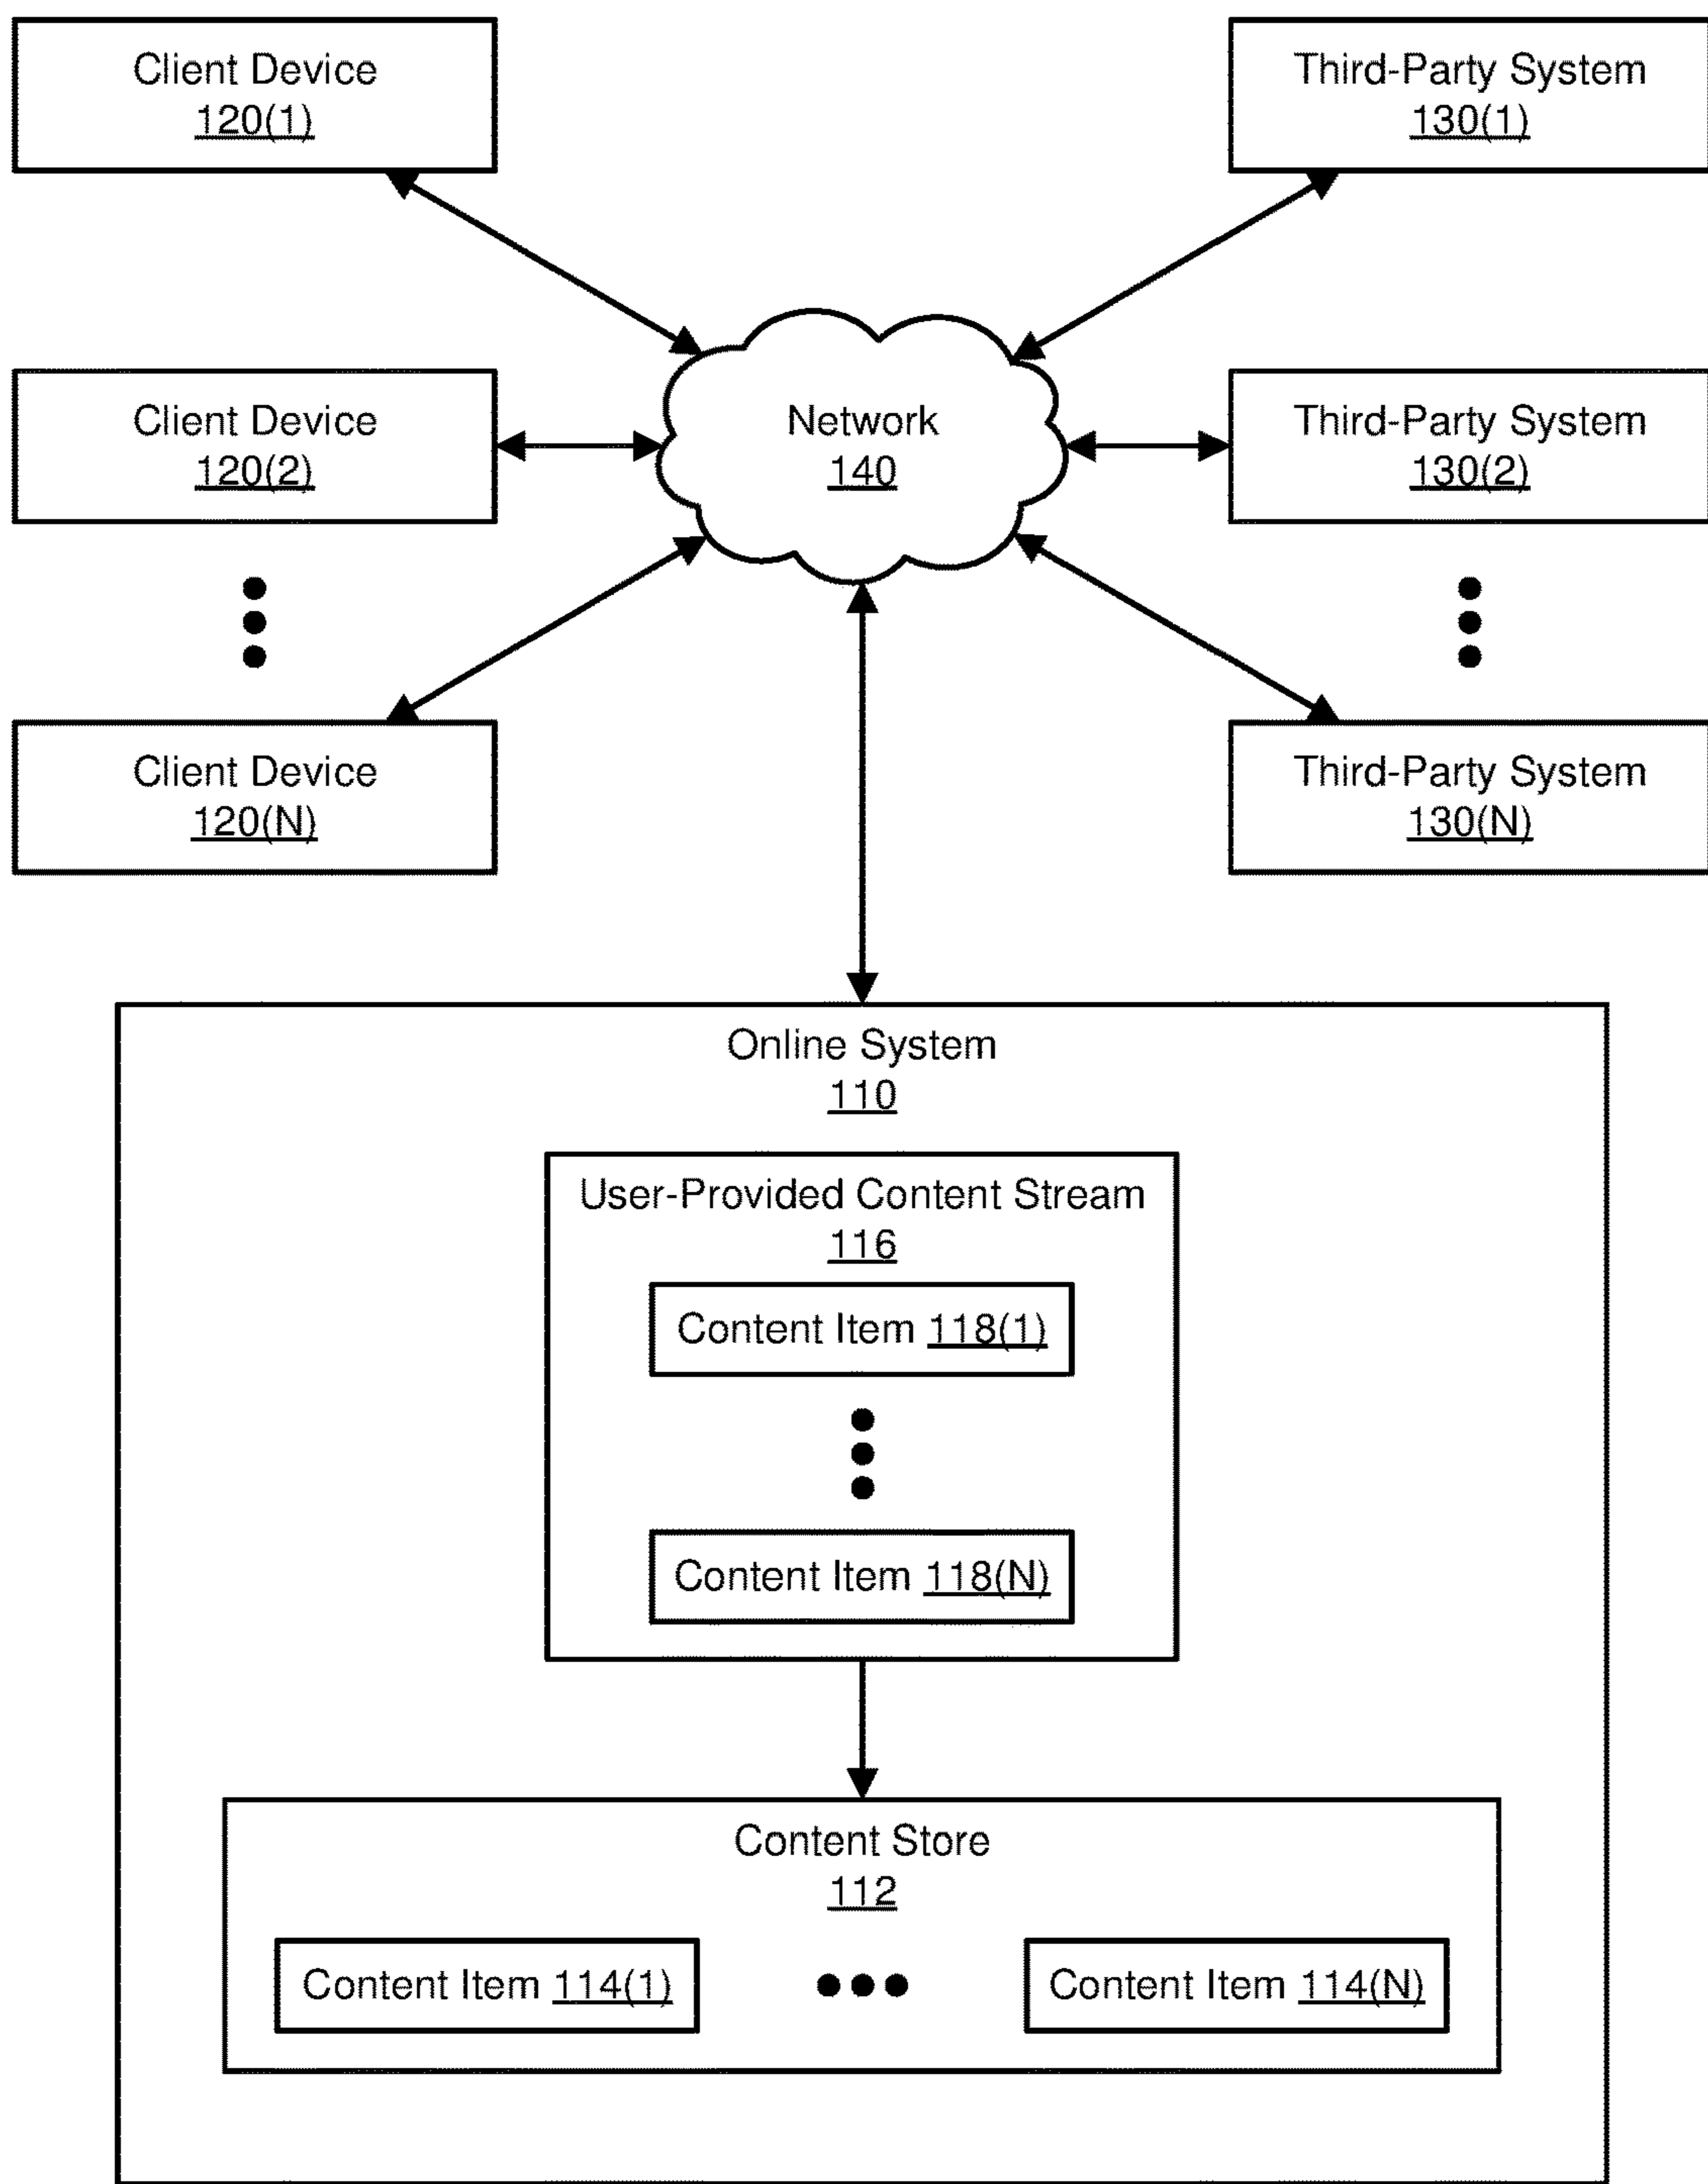 Client Device
120(1)
Third-Party System
130(1)
Client Device
120(2)
Network
140
Third-Party System
130(2)
Client Device
120(N)
Third-Party System
130(N)
Online System
110
User-Provided Content Stream
116
Content Item 118(1)
Content Item 118(N)
Content Store
112
Content Item 114(1)
Content Item 114(N)